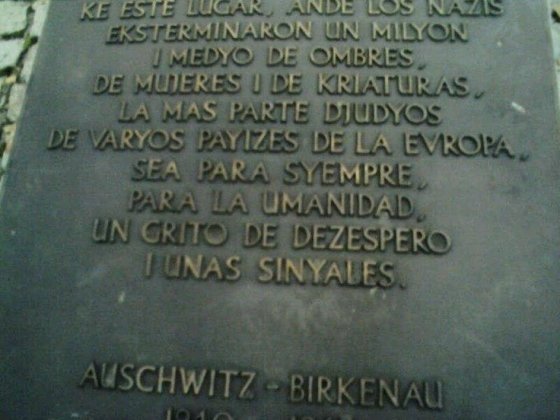 KE ESTE LUGAR, ANDE LOS NAZIS
EKSTERMINARON UN MILYON
I MEDYO DE OMBRES,
DE MUJERES I DE KRIATURAS,
LA MAS PARTE DJUDYOS
DE VARYOS PAYIZES DE LA EVROPA,
SEA PARA SYEMPRE,
PARA LA UMANIDAD,
UN GRITO DE DEZESPERO
I UNAS SINYALES.
AUSCHWITZ - BIRKENAU